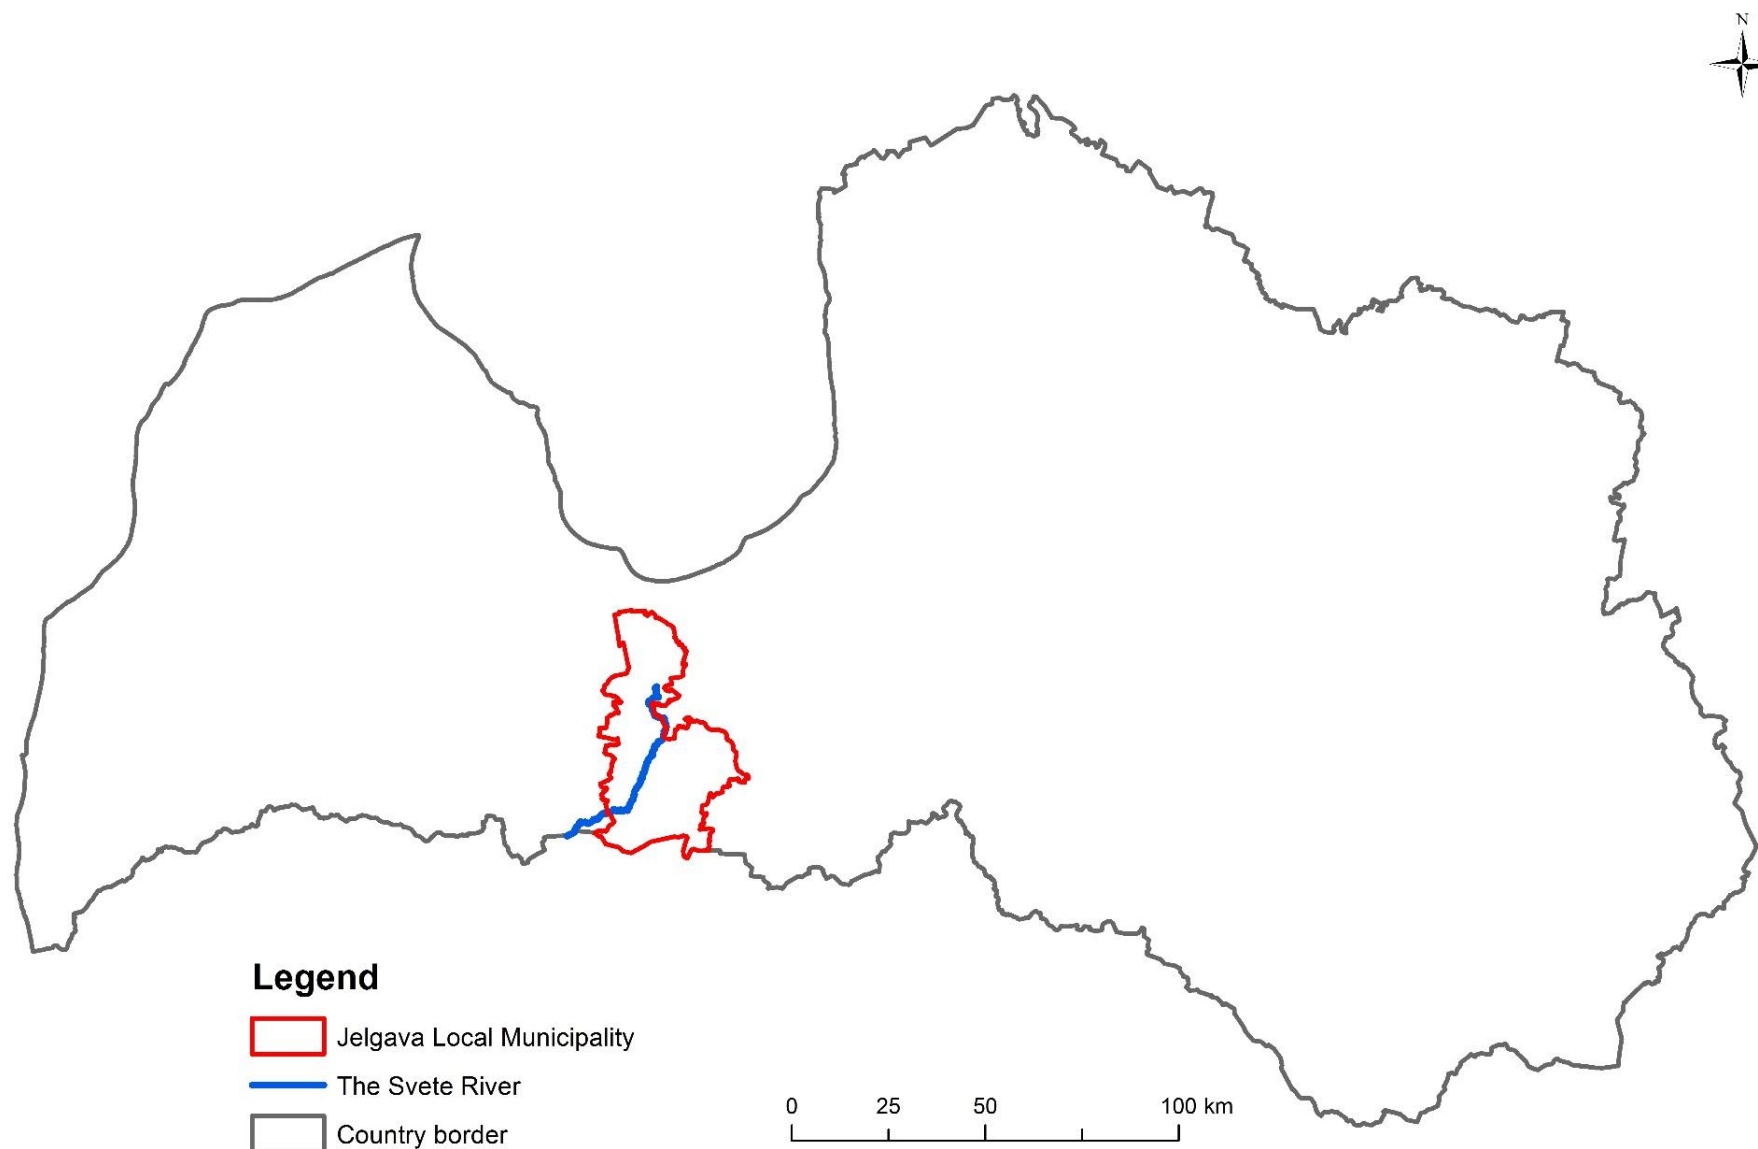 N
Legend
Jelgava Local Municipality
The Svete River
Country border
0 25 50 100 km